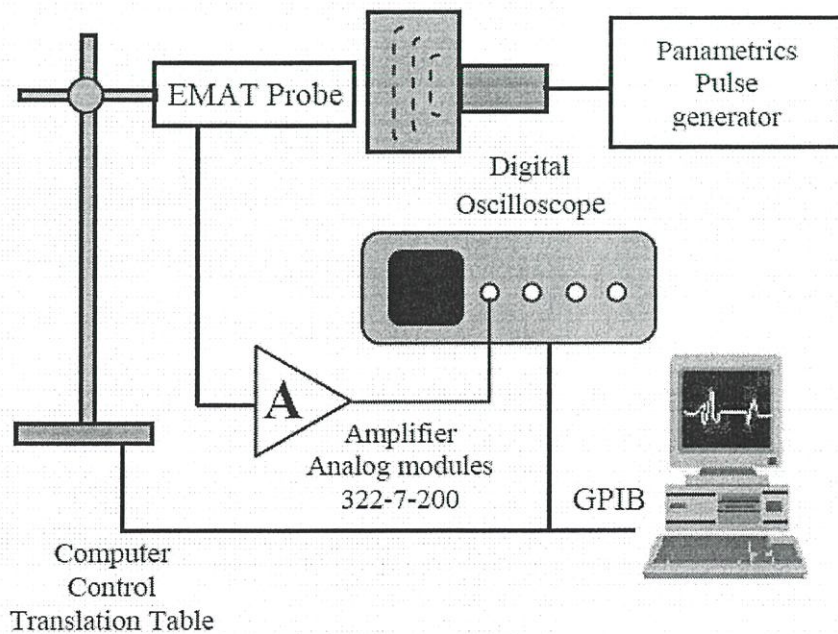 EMAT Probe
Panametrics
Pulse
generator
Digital
Oscilloscope
A
Amplifier
Analog modules
322-7-200
GPIB
Computer
Control
Translation Table